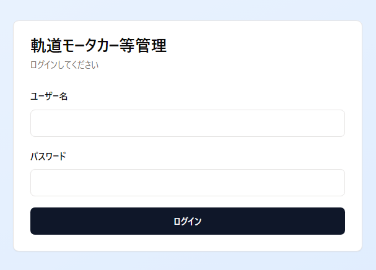 軌道モータカー等管理
ログインしてください
ユーザー名
パスワード
ログイン